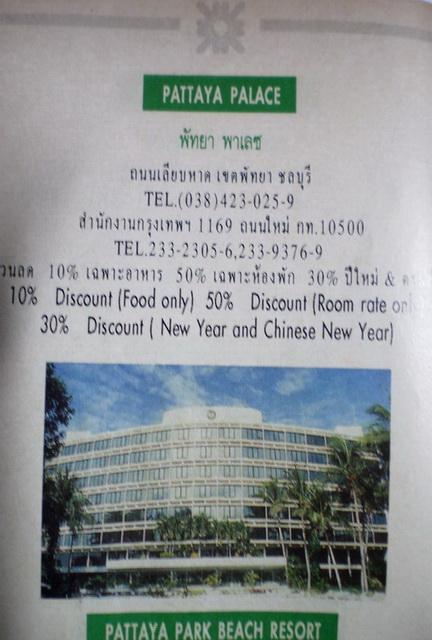 PATTAYA PALACE
พัทยา พาเลซ
ถนนเลียบหาด เขตพัทยา ชลบุรี
TEL.(038)423-025-9
สำนักงานกรุงเทพฯ 1169 ถนนใหม่ กท.10500
TEL.233-2305-6,233-9376-9
10% เฉพาะอาหาร 50% เฉพาะห้องพัก 30% ปีใหม่ &
10% Discount (Food only) 50% Discount (Room rate
30% Discount ( New Year and Chinese New Year)
PATTAYA PARK BEACH RESORT